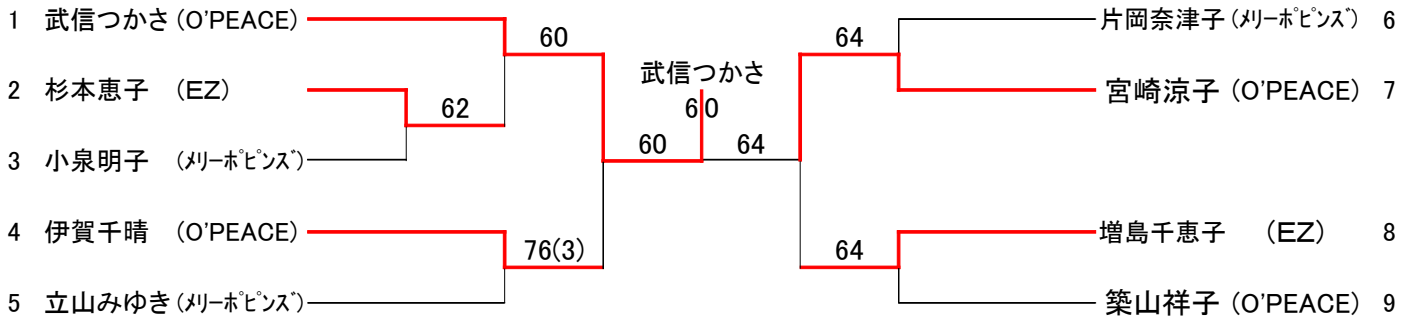 1 武信つかさ (O'PEACE)
60
64
片岡奈津子 (ﾒﾘｰﾎﾟﾋﾟﾝｽﾞ) 6
武信つかさ
2 杉本恵子 (EZ)
62
60
宮崎涼子 (O'PEACE) 7
60
64
3 小泉明子 (ﾒﾘｰﾎﾟﾋﾟﾝｽﾞ)
4 伊賀千晴 (O'PEACE)
76(3)
64
増島千恵子 (EZ) 8
5 立山みゆき (ﾒﾘｰﾎﾟﾋﾟﾝｽﾞ)
築山祥子 (O'PEACE) 9